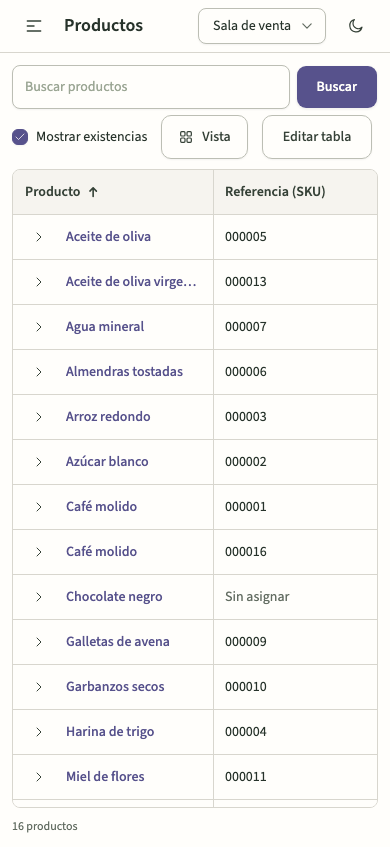 Productos
Sala de venta
Buscar productos
Buscar
Mostrar existencias
Vista
Editar tabla
Producto Referencia (SKU)
Aceite de oliva 000005
Aceite de oliva virge... 000013
Agua mineral 000007
Almendras tostadas 000006
Arroz redondo 000003
Azúcar blanco 000002
Café molido 000001
Café molido 000016
Chocolate negro Sin asignar
Galletas de avena 000009
Garbanzos secos 000010
Harina de trigo 000004
Miel de flores 000011
16 productos